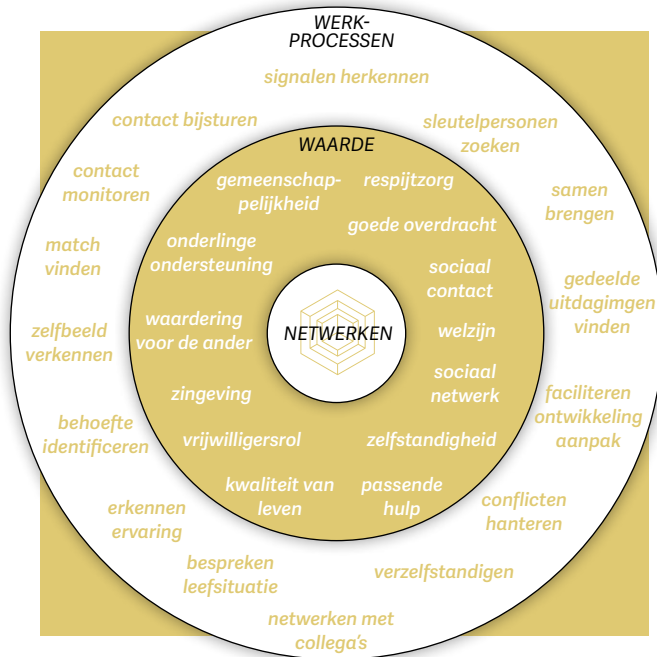 WERK-
PROCESSEN
signalen herkennen
contact bijsturen
sleutelpersonen
zoeken
contact
monitoren
samen
brengen
match
vinden
gedeelde
uitdagimgen
vinden
zelfbeeld
verkennen
faciliteren
ontwikkeling
aanpak
behoefte
identificeren
conflicten
hanteren
erkennen
ervaring
bespreken
leefsituatie
verzelfstandigen
netwerken met
collega's
WAARDE
gemeenschap-
pelijkheid
respijtzorg
goede overdracht
onderlinge
ondersteuning
sociaal
contact
waardering
voor de ander
welzijn
sociaal
netwerk
zingeving
vrijwilligersrol
zelfstandigheid
kwaliteit van
leven
passende
hulp
NETWERKEN